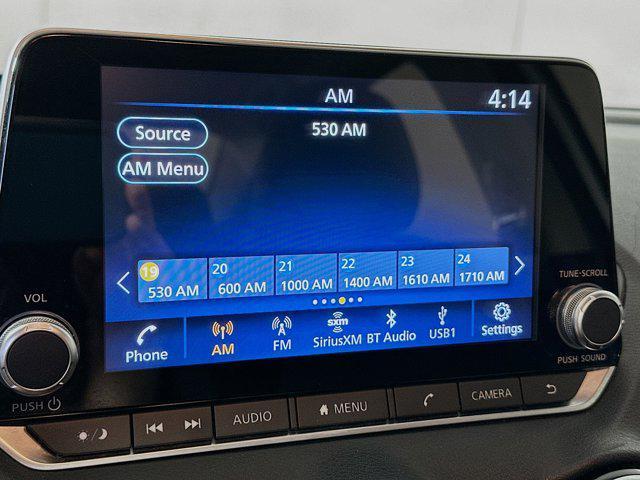 AM 4:14
Source 530 AM
AM Menu
19 20 21 22 23 24
530 AM 600 AM 1000 AM 1400 AM 1610 AM 1710 AM
Phone AM FM sxm SiriusXM BT Audio USB1 Settings
VOL
PUSH
TUNE·SCROLL
PUSH SOUND
AUDIO MENU CAMERA